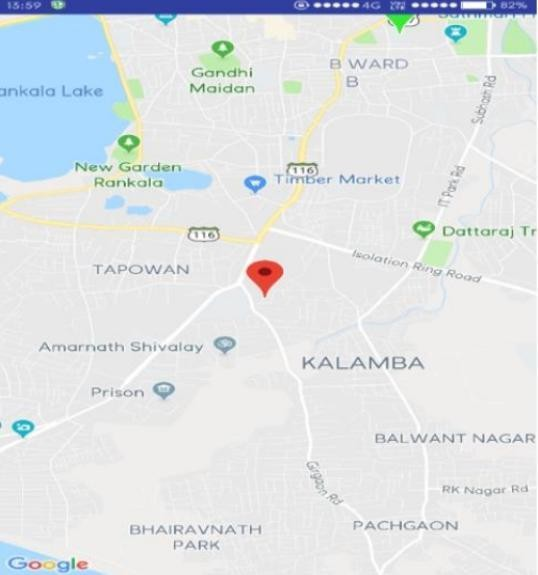 15:59
4G
82%
Gandhi
Maidan
B WARD
B
ankala Lake
Subhash Rd
New Garden
Rankala
116
Timber Market
IT Park Rd
116
Dattaraj Tr
Isolation Ring Road
TAPOWAN
Amarnath Shivalay
KALAMBA
Prison
BALWANT NAGAR
Girgaon Rd
RK Nagar Rd
BHAIRAVNATH
PARK
PACHGAON
Google